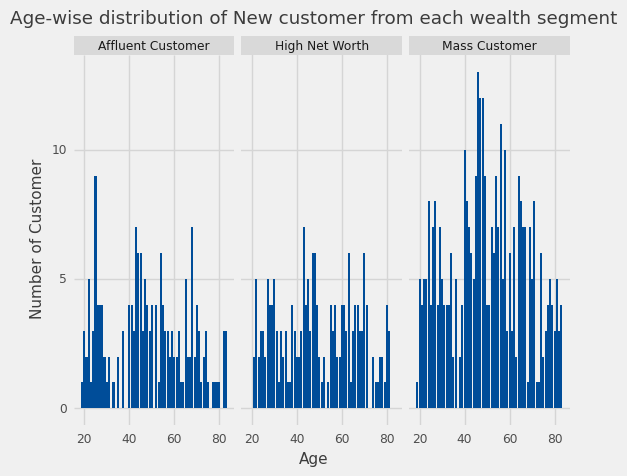 Age-wise distribution of New customer from each wealth segment
Affluent Customer High Net Worth Mass Customer
10
5
0
Number of Customer
20 40 60 80 20 40 60 80 20 40 60 80
Age